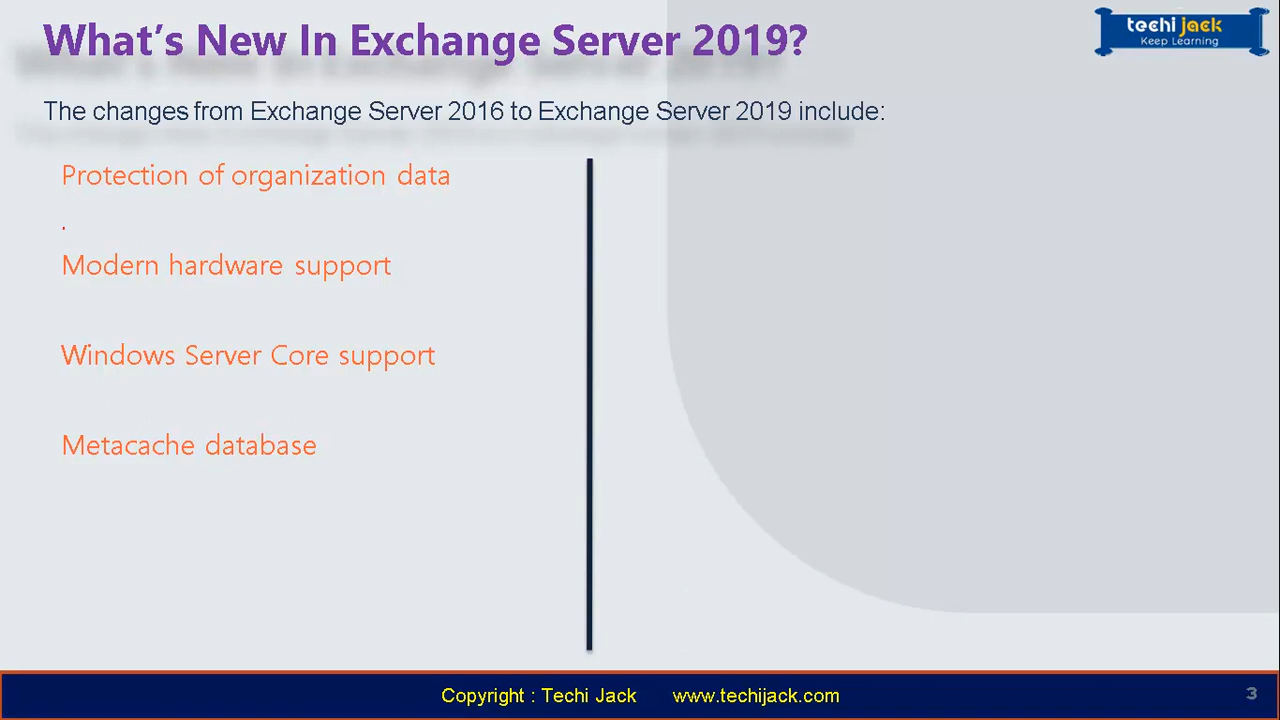 What's New In Exchange Server 2019?
techi jack
Keep Learning
The changes from Exchange Server 2016 to Exchange Server 2019 include:
Protection of organization data
.
Modern hardware support
Windows Server Core support
Metacache database
Copyright : Techi Jack www.techijack.com
3